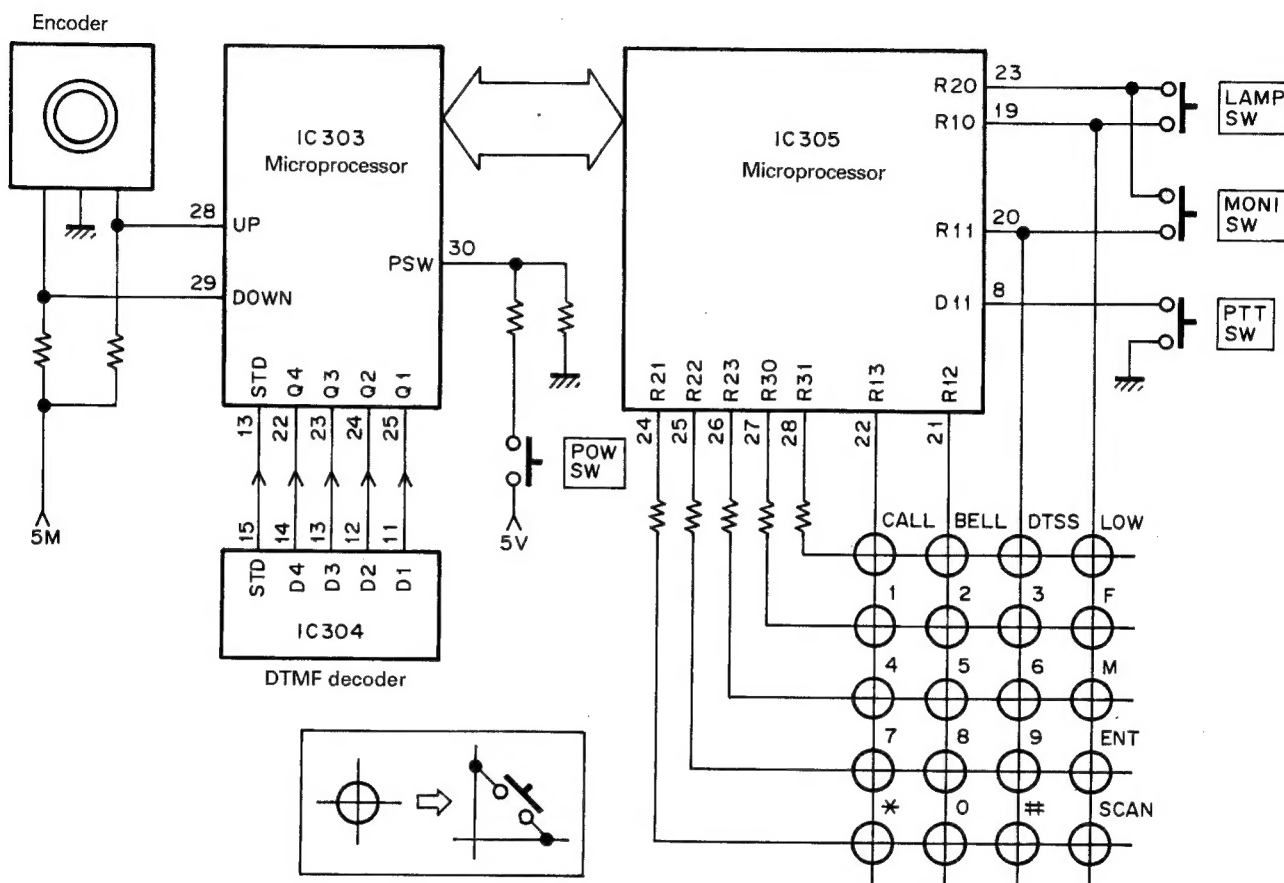 Encoder
IC303
Microprocessor
28
UP
29
DOWN
PSW
30
STD
Q4
Q3
Q2
Q1
13
22
23
24
25
15
14
13
12
11
STD
D4
D3
D2
D1
IC304
DTMF decoder
5M
POW
SW
5V
IC305
Microprocessor
R20
23
R10
19
R11
20
D11
8
LAMP
SW
MONI
SW
PTT
SW
R21
R22
R23
R30
R31
R13
R12
24
25
26
27
28
22
21
CALL BELL DTSS LOW
1 2 3 F
4 5 6 M
7 8 9 ENT
* 0 # SCAN